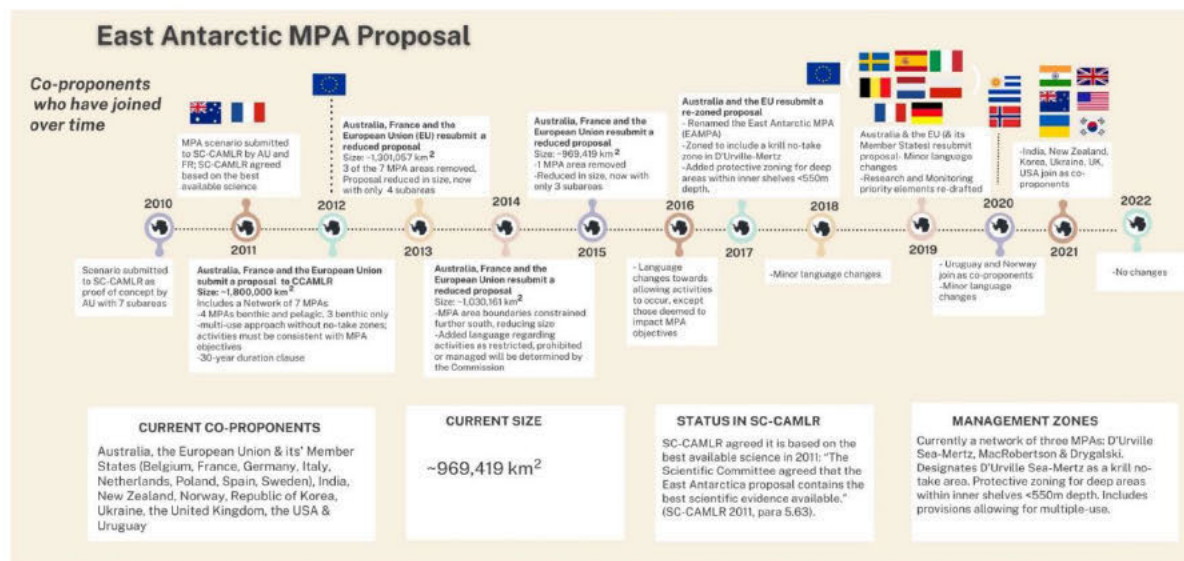 East Antarctic MPA Proposal
Co-proponents
who have joined
over time
MPA scenario submitted
to SC-CAMLR by AU and
FR; SC-CAMLR agreed
based on the best
available science
Australia, France and the
European Union (EU) resubmit a
reduced proposal
Size: ~1,301,057 km2
3 of the 7 MPA areas removed,
Proposal reduced in size, now
with only 4 subareas
Australia, France and the
European Union resubmit a
reduced proposal
Size: ~969,419 km2
-1 MPA area removed
-Reduced in size, now with
only 3 subareas
Australia and the EU resubmit a
re-zoned proposal
- Renamed the East Antarctic MPA
(EAMPA)
- Zoned to include a krill no-take
zone in D'Urville-Mertz
- Added protective zoning for deep
areas within inner shelves <550m
depth.
(
)
Australia & the EU (& its
Member States) resubmit
proposal- Minor language
changes
-Research and Monitoring
priority elements re-drafted
-India, New Zealand,
Korea, Ukraine, UK,
USA join as co-
proponents
2010
2011
2012
2013
2014
2015
2016
2017
2018
2019
2020
2021
2022
Scenario submitted
to SC-CAMLR as
proof of concept by
AU with 7 subareas
Australia, France and the European Union
submit a proposal to CCAMLR
Size: ~1,800,000 km2
Includes a Network of 7 MPAs
-4 MPAs benthic and pelagic, 3 benthic only
-multi-use approach without no-take zones;
activities must be consistent with MPA
objectives
-30-year duration clause
Australia, France and the
European Union resubmit a
reduced proposal
Size: ~1,030,161 km2
-MPA area boundaries constrained
further south, reducing size
-Added language regarding
activities as restricted, prohibited
or managed will be determined by
the Commission
- Language
changes towards
allowing activities
to occur, except
those deemed to
impact MPA
objectives
-Minor language changes
- Uruguay and Norway
join as co-proponents
-Minor language
changes
-No changes
CURRENT CO-PROPONENTS
Australia, the European Union & its' Member
States (Belgium, France, Germany, Italy,
Netherlands, Poland, Spain, Sweden), India,
New Zealand, Norway, Republic of Korea,
Ukraine, the United Kingdom, the USA &
Uruguay
CURRENT SIZE
~969,419 km2
STATUS IN SC-CAMLR
SC-CAMLR agreed it is based on the
best available science in 2011: “The
Scientific Committee agreed that the
East Antarctica proposal contains the
best scientific evidence available.”
(SC-CAMLR 2011, para 5.63).
MANAGEMENT ZONES
Currently a network of three MPAs: D'Urville
Sea-Mertz, MacRobertson & Drygalski.
Designates D'Urville Sea-Mertz as a krill no-
take area. Protective zoning for deep areas
within inner shelves <550m depth. Includes
provisions allowing for multiple-use.